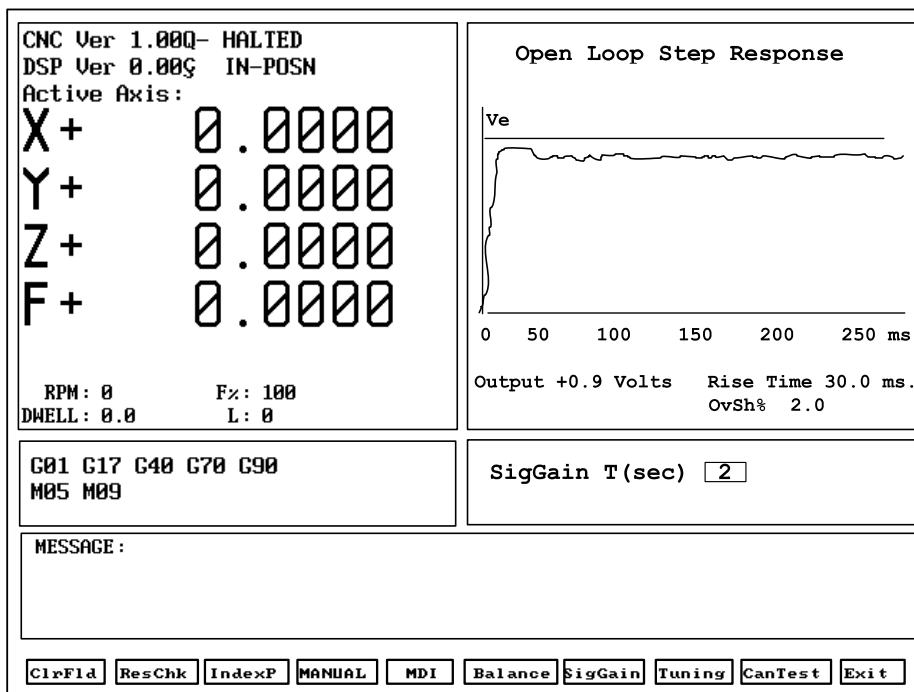 CNC Ver 1.00Q- HALTED
DSP Ver 0.00Ç IN-POSN
Active Axis:
X+ 0.0000
Y+ 0.0000
Z+ 0.0000
F+ 0.0000
RPM: 0 F%: 100
DWELL: 0.0 L: 0
Open Loop Step Response
Ve
0 50 100 150 200 250 ms
Output +0.9 Volts Rise Time 30.0 ms.
OvSh% 2.0
G01 G17 G40 G70 G90
M05 M09
SigGain T(sec) 2
MESSAGE:
ClrFld ResChk IndexP MANUAL MDI Balance SigGain Tuning CanTest Exit